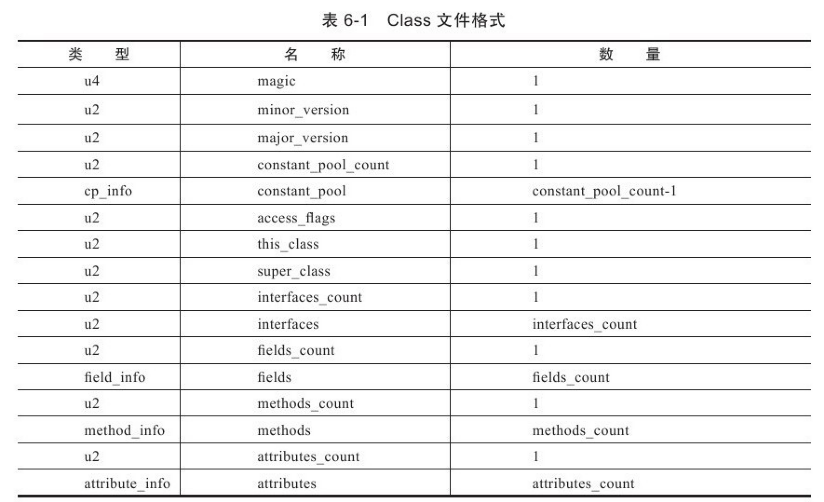 表 6-1 Class 文件格式
类 型 名 称 数 量
u4 magic 1
u2 minor_version 1
u2 major_version 1
u2 constant_pool_count 1
cp_info constant_pool constant_pool_count-1
u2 access_flags 1
u2 this_class 1
u2 super_class 1
u2 interfaces_count 1
u2 interfaces interfaces_count
u2 fields_count 1
field_info fields fields_count
u2 methods_count 1
method_info methods methods_count
u2 attributes_count 1
attribute_info attributes attributes_count